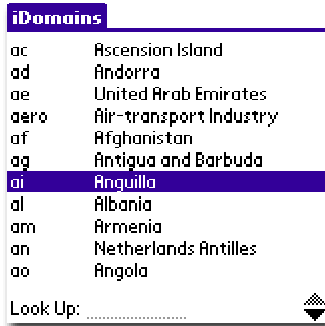 iDomains
ac Ascension Island
ad Andorra
ae United Arab Emirates
aero Air-transport Industry
af Afghanistan
ag Antigua and Barbuda
ai Anguilla
al Albania
am Armenia
an Netherlands Antilles
ao Angola
Look Up: